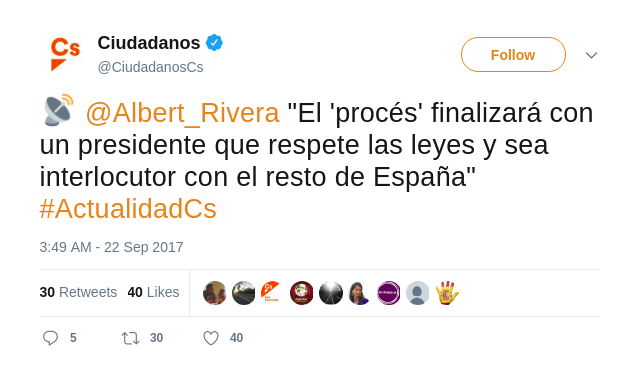 Cs
Ciudadanos
@CiudadanosCs
Follow
@Albert_Rivera "El 'procés' finalizará con
un presidente que respete las leyes y sea
interlocutor con el resto de España"
#ActualidadCs
3:49 AM - 22 Sep 2017
30 Retweets 40 Likes
Cs
5 30 40